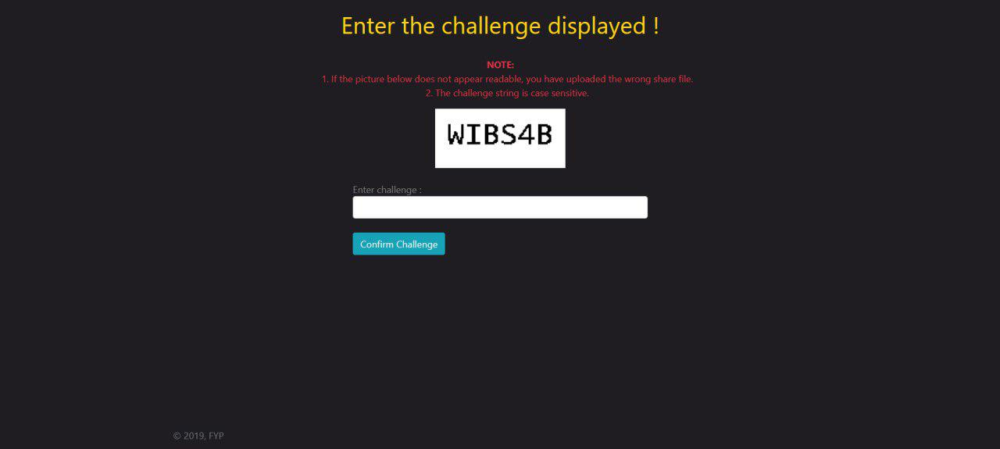 Enter the challenge displayed !
NOTE:
1. If the picture below does not appear readable, you have uploaded the wrong share file.
2. The challenge string is case sensitive.
WIBS4B
Enter challenge :
Confirm Challenge
© 2019, FYP